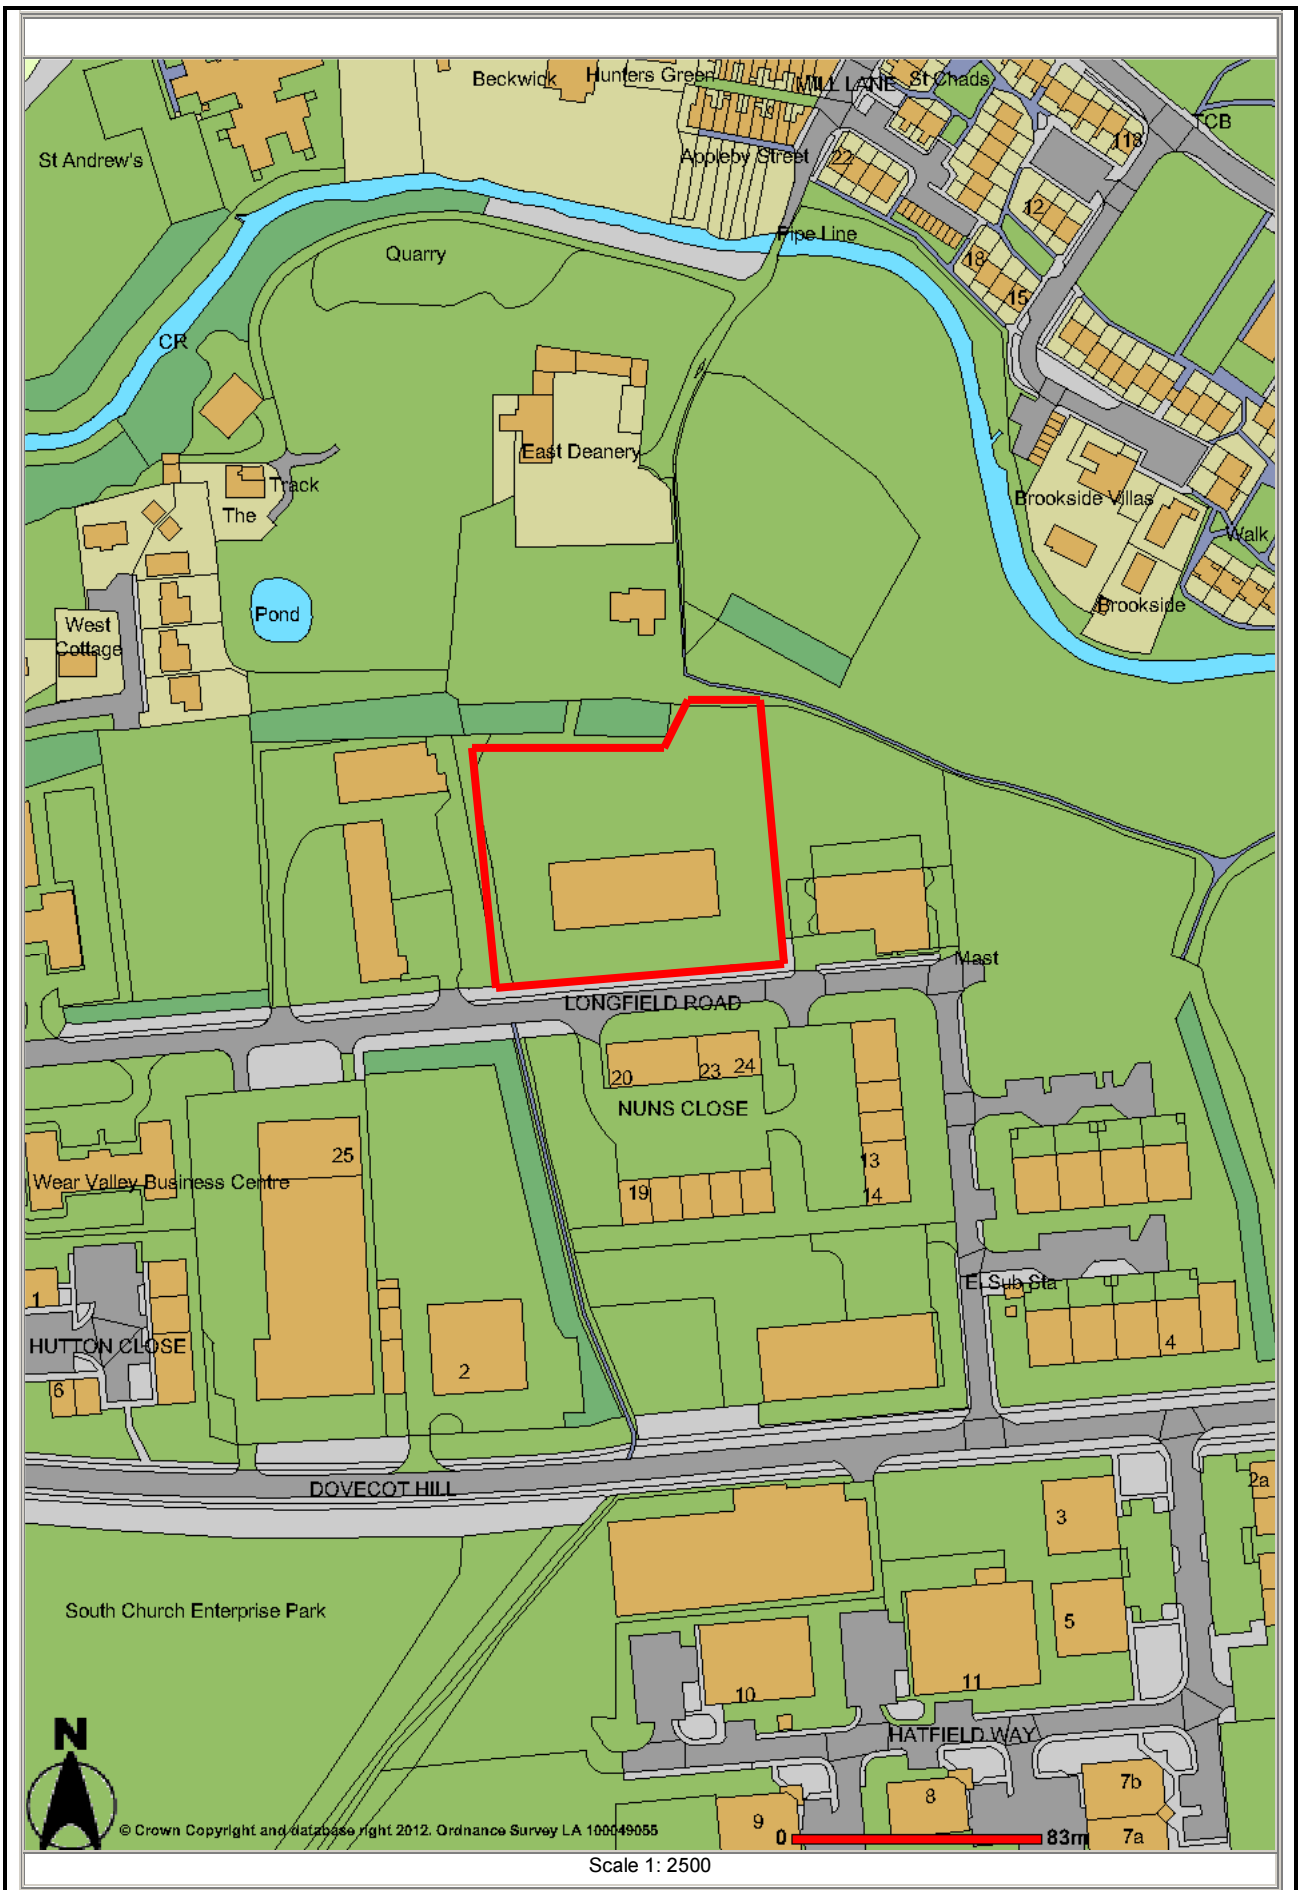 Beckwick
Hunters Green
MILL LANE
St Chads
TCB
118
St Andrew's
Appleby Street
22
12
Quarry
Pipe Line
18
15
CR
East Deanery
Track
The
Brookside Villas
Walk
Pond
West
Cottage
Brookside
Mast
LONGFIELD ROAD
20
23
24
NUNS CLOSE
25
13
Wear Valley Business Centre
19
14
El Sub Sta
1
HUTTON CLOSE
2
4
6
DOVECOT HILL
2a
3
South Church Enterprise Park
5
10
11
HATFIELD WAY
N
7b
8
© Crown Copyright and database right 2012. Ordnance Survey LA 100049055
9
0
83m
7a
Scale 1: 2500